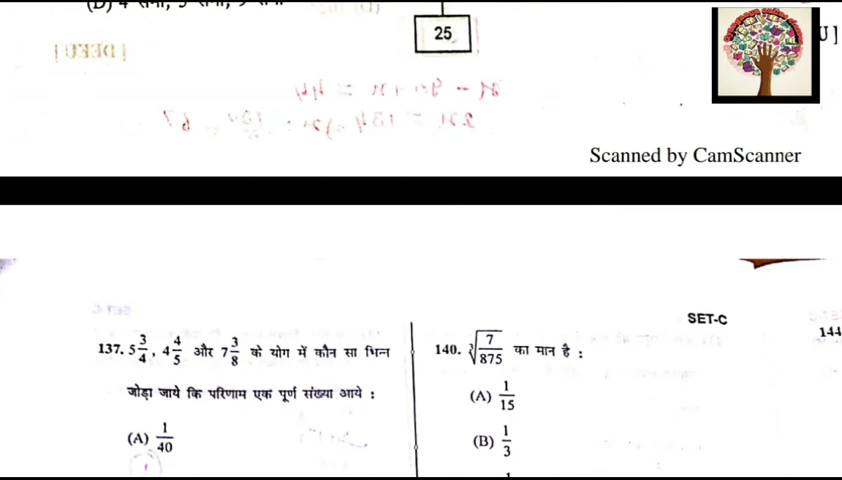 25
Scanned by CamScanner
SET-C
137. 5 3/4 , 4 4/5 और 7 3/8 के योग में कौन सा भिन्न
जोड़ा जाये कि परिणाम एक पूर्ण संख्या आये :
(A) 1/40
140. ∛(7/875) का मान है :
(A) 1/15
(B) 1/3
144